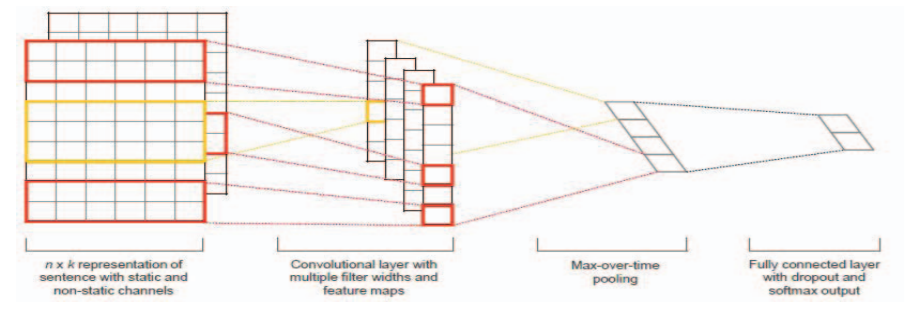 n x k representation of
sentence with static and
non-static channels
Convolutional layer with
multiple filter widths and
feature maps
Max-over-time
pooling
Fully connected layer
with dropout and
softmax output